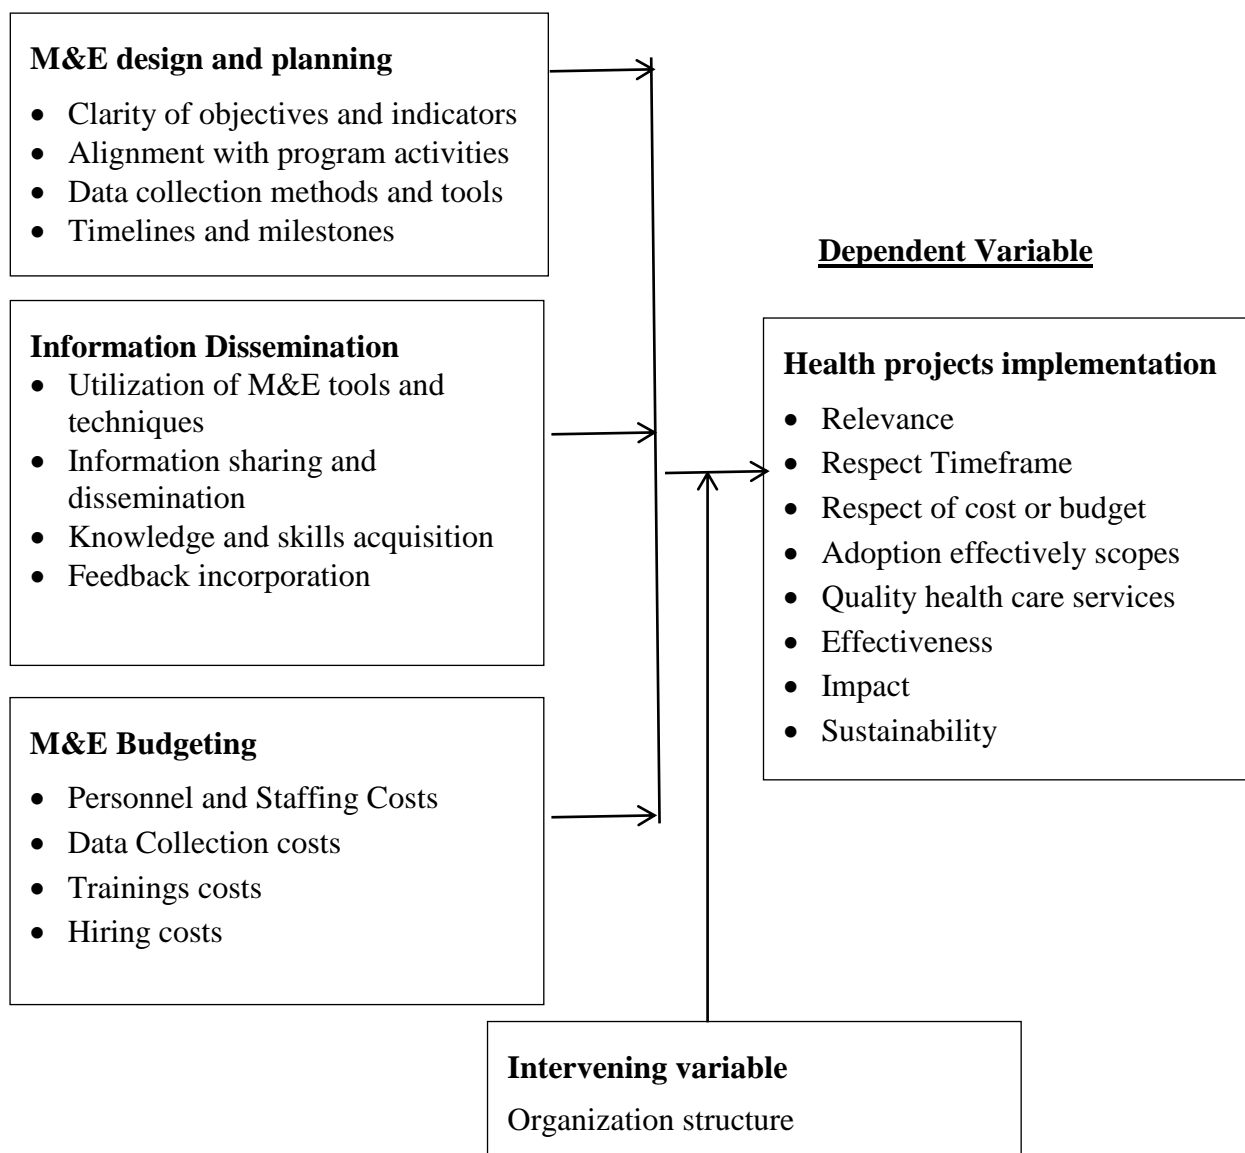 M&E design and planning
• Clarity of objectives and indicators
• Alignment with program activities
• Data collection methods and tools
• Timelines and milestones
Information Dissemination
• Utilization of M&E tools and
techniques
• Information sharing and
dissemination
• Knowledge and skills acquisition
• Feedback incorporation
M&E Budgeting
• Personnel and Staffing Costs
• Data Collection costs
• Trainings costs
• Hiring costs
Dependent Variable
Health projects implementation
• Relevance
• Respect Timeframe
• Respect of cost or budget
• Adoption effectively scopes
• Quality health care services
• Effectiveness
• Impact
• Sustainability
Intervening variable
Organization structure